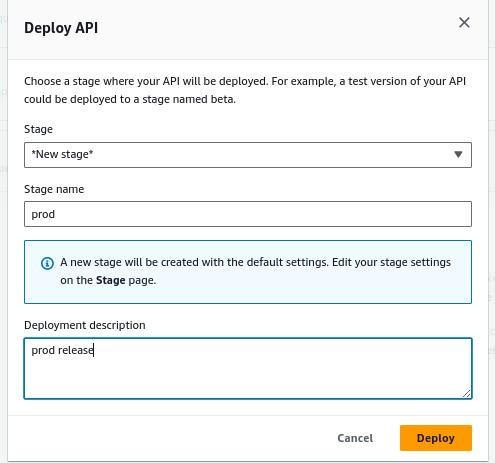 Deploy API
Choose a stage where your API will be deployed. For example, a test version of your API
could be deployed to a stage named beta.
Stage
*New stage*
Stage name
prod
A new stage will be created with the default settings. Edit your stage settings
on the Stage page.
Deployment description
prod release
Cancel
Deploy